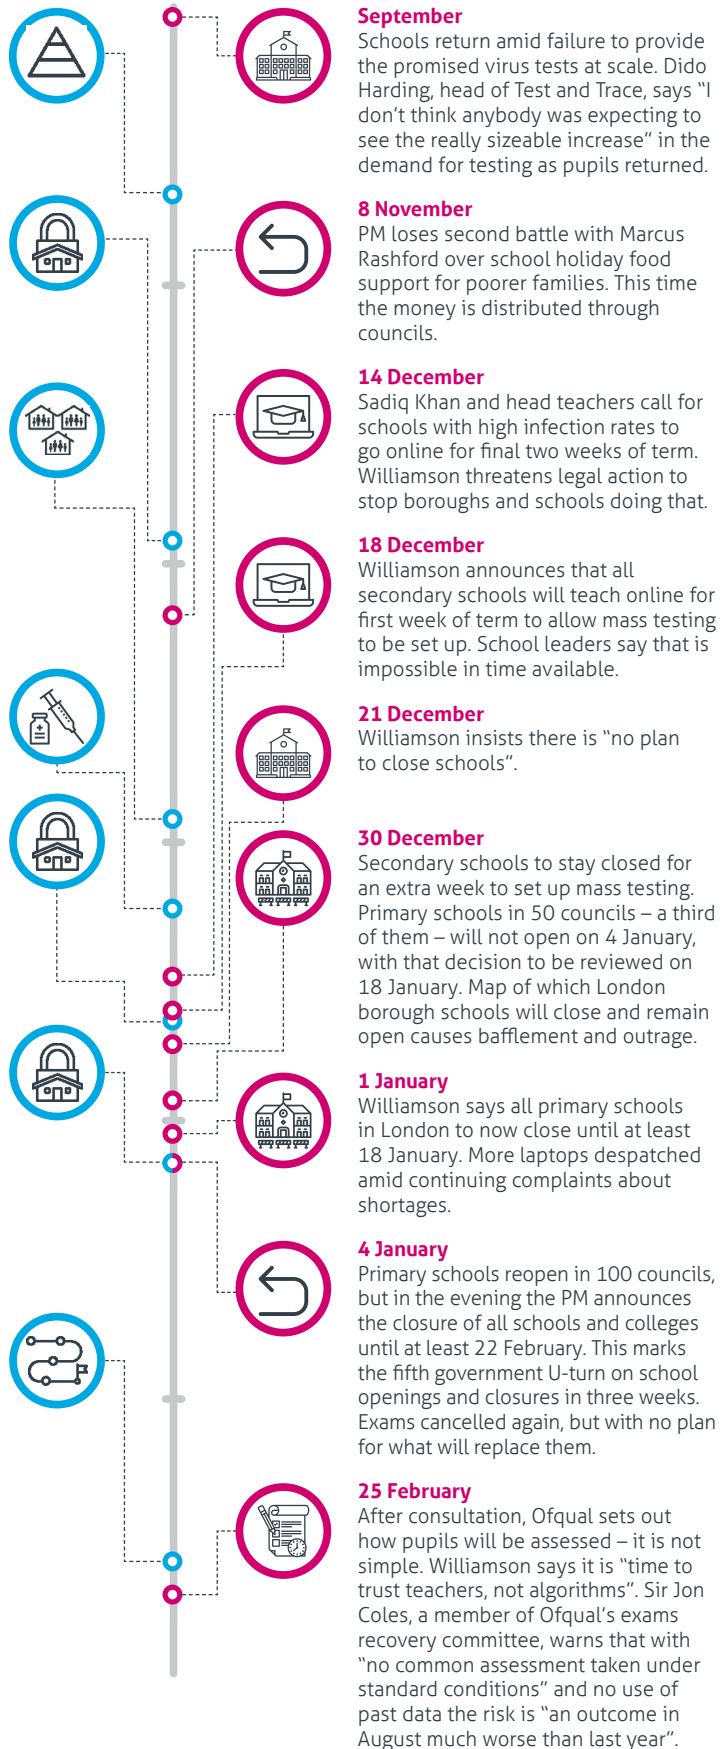 September
Schools return amid failure to provide
the promised virus tests at scale. Dido
Harding, head of Test and Trace, says “I
don’t think anybody was expecting to
see the really sizeable increase” in the
demand for testing as pupils returned.
8 November
PM loses second battle with Marcus
Rashford over school holiday food
support for poorer families. This time
the money is distributed through
councils.
14 December
Sadiq Khan and head teachers call for
schools with high infection rates to
go online for final two weeks of term.
Williamson threatens legal action to
stop boroughs and schools doing that.
18 December
Williamson announces that all
secondary schools will teach online for
first week of term to allow mass testing
to be set up. School leaders say that is
impossible in time available.
21 December
Williamson insists there is “no plan
to close schools”.
30 December
Secondary schools to stay closed for
an extra week to set up mass testing.
Primary schools in 50 councils – a third
of them – will not open on 4 January,
with that decision to be reviewed on
18 January. Map of which London
borough schools will close and remain
open causes bafflement and outrage.
1 January
Williamson says all primary schools
in London to now close until at least
18 January. More laptops despatched
amid continuing complaints about
shortages.
4 January
Primary schools reopen in 100 councils,
but in the evening the PM announces
the closure of all schools and colleges
until at least 22 February. This marks
the fifth government U-turn on school
openings and closures in three weeks.
Exams cancelled again, but with no plan
for what will replace them.
25 February
After consultation, Ofqual sets out
how pupils will be assessed – it is not
simple. Williamson says it is “time to
trust teachers, not algorithms”. Sir Jon
Coles, a member of Ofqual’s exams
recovery committee, warns that with
“no common assessment taken under
standard conditions” and no use of
past data the risk is “an outcome in
August much worse than last year”.